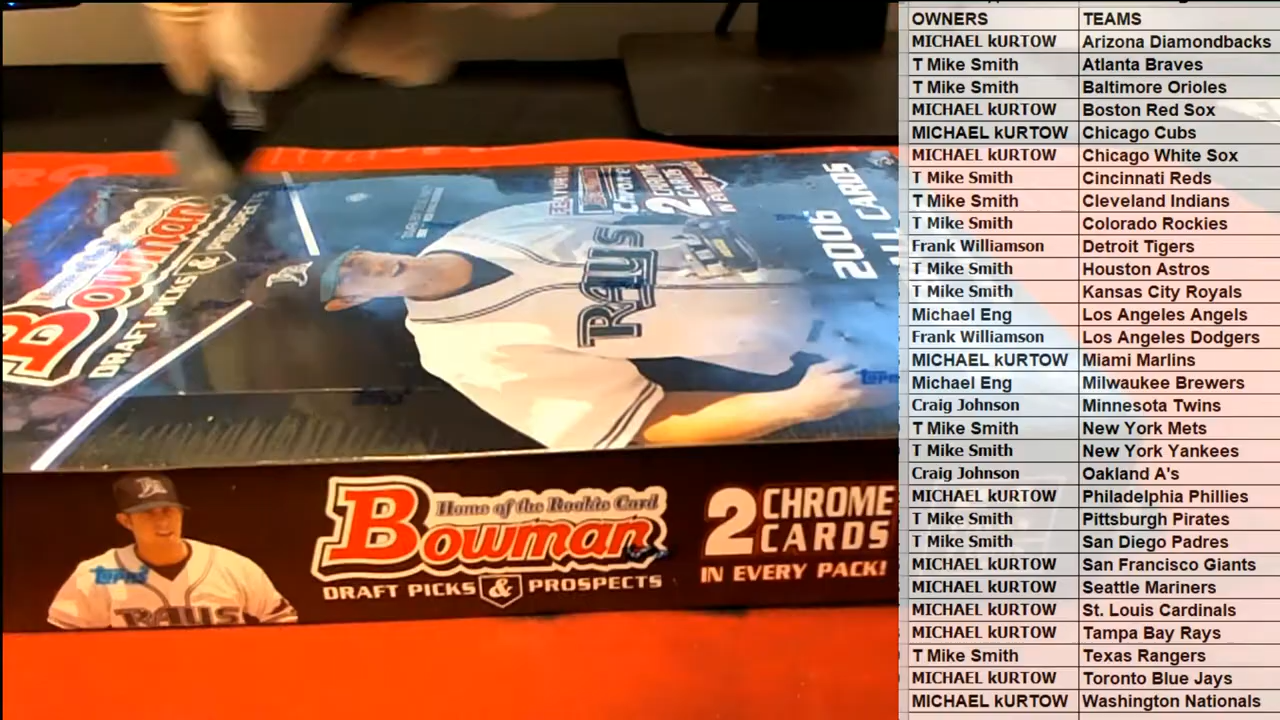 OWNERS TEAMS
MICHAEL kURTOW Arizona Diamondbacks
T Mike Smith Atlanta Braves
T Mike Smith Baltimore Orioles
MICHAEL kURTOW Boston Red Sox
MICHAEL kURTOW Chicago Cubs
MICHAEL kURTOW Chicago White Sox
T Mike Smith Cincinnati Reds
T Mike Smith Cleveland Indians
T Mike Smith Colorado Rockies
Frank Williamson Detroit Tigers
T Mike Smith Houston Astros
T Mike Smith Kansas City Royals
Michael Eng Los Angeles Angels
Frank Williamson Los Angeles Dodgers
MICHAEL kURTOW Miami Marlins
Michael Eng Milwaukee Brewers
Craig Johnson Minnesota Twins
T Mike Smith New York Mets
T Mike Smith New York Yankees
Craig Johnson Oakland A's
MICHAEL kURTOW Philadelphia Phillies
T Mike Smith Pittsburgh Pirates
T Mike Smith San Diego Padres
MICHAEL kURTOW San Francisco Giants
MICHAEL kURTOW Seattle Mariners
MICHAEL kURTOW St. Louis Cardinals
MICHAEL kURTOW Tampa Bay Rays
T Mike Smith Texas Rangers
MICHAEL kURTOW Toronto Blue Jays
MICHAEL kURTOW Washington Nationals
Bowman
DRAFT PICKS &
RAYS
2006
CARDS
topps
Home of the Rookie Card
Bowman
DRAFT PICKS & PROSPECTS
2 CHROME
CARDS
IN EVERY PACK!
topps
RAYS